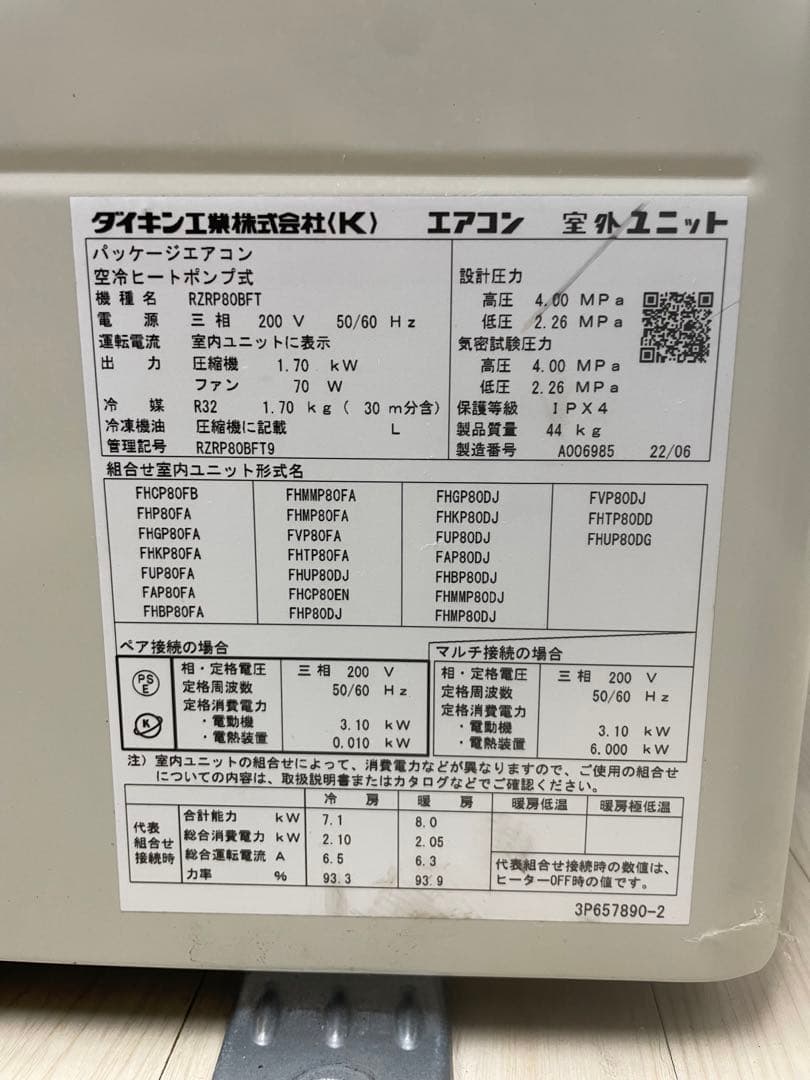 ダイキン工業株式会社(K) エアコン 室外ユニット
パッケージエアコン
空冷ヒートポンプ式
機種名 RZRP80BFT
電源 三相 200 V 50/60 Hz
運転電流 室内ユニットに表示
出力 圧縮機 1.70 kW
ファン 70 W
冷媒 R32 1.70 kg ( 30 m分含)
冷凍機油 圧縮機に記載 L
管理記号 RZRP80BFT9
設計圧力
高圧 4.00 MPa
低圧 2.26 MPa
気密試験圧力
高圧 4.00 MPa
低圧 2.26 MPa
保護等級 IPX4
製品質量 44 kg
製造番号 A006985 22/06
組合せ室内ユニット形式名
FHCP80FB FHMMP80FA FHGP80DJ FVP80DJ
FHP80FA FHMP80FA FHKP80DJ FHTP80DD
FHGP80FA FVP80FA FUP80DJ FHUP80DG
FHKP80FA FHTP80FA FAP80DJ
FUP80FA FHUP80DJ FHBP80DJ
FAP80FA FHCP80EN FHMMP80DJ
FHBP80FA FHP80DJ FHMP80DJ
ペア接続の場合
PS
E
K
相・定格電圧 三相 200 V
定格周波数 50/60 Hz
定格消費電力
・電動機 3.10 kW
・電熱装置 0.010 kW
マルチ接続の場合
相・定格電圧 三相 200 V
定格周波数 50/60 Hz
定格消費電力
・電動機 3.10 kW
・電熱装置 6.000 kW
注) 室内ユニットの組合せによって、消費電力などが異なりますので、ご使用の組合せ
についての内容は、取扱説明書またはカタログなどでご確認ください。
冷房 暖房 暖房低温 暖房極低温
代表
組合せ
接続時
合計能力 kW 7.1 8.0
総合消費電力 kW 2.10 2.05
総合運転電流 A 6.5 6.3
力率 % 93.3 93.9
代表組合せ接続時の数値は、
ヒーターOFF時の値です。
3P657890-2